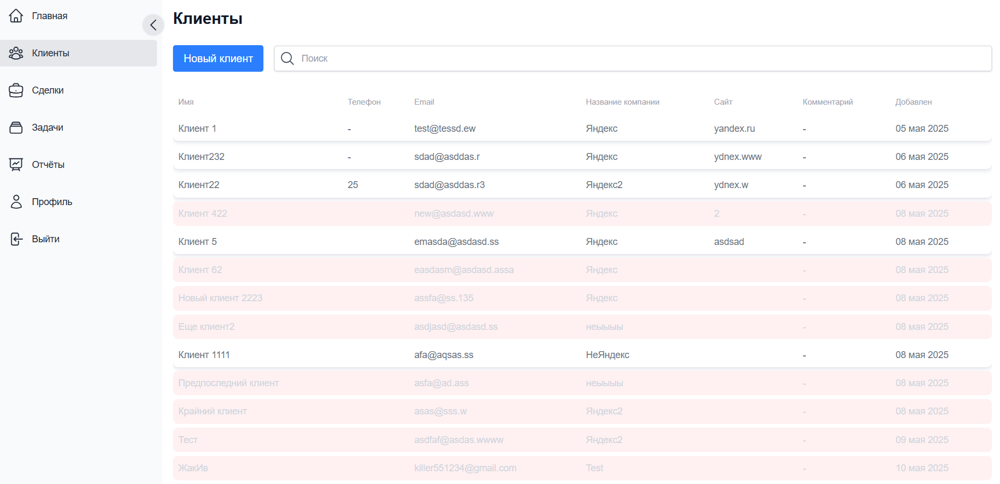 Главная
Клиенты
Сделки
Задачи
Отчёты
Профиль
Выйти
Клиенты
Новый клиент
Поиск
Имя Телефон Email Название компании Сайт Комментарий Добавлен
Клиент 1 - test@tessd.ew Яндекс yandex.ru - 05 мая 2025
Клиент232 - sdad@asddas.r Яндекс ydnex.www - 06 мая 2025
Клиент22 25 sdad@asddas.r3 Яндекс2 ydnex.w - 06 мая 2025
Клиент 422 new@asdasd.www Яндекс 2 - 08 мая 2025
Клиент 5 emasda@asdasd.ss Яндекс asdsad - 08 мая 2025
Клиент 62 easdasm@asdasd.assa Яндекс - 08 мая 2025
Новый клиент 2223 assfa@ss.135 Яндекс - 08 мая 2025
Еще клиент2 asdjasd@asdasd.ss неыыыы - 08 мая 2025
Клиент 1111 afa@aqsas.ss НеЯндекс - 08 мая 2025
Предпоследний клиент asfa@ad.ass неыыыы - 08 мая 2025
Крайний клиент asas@sss.w Яндекс2 - 08 мая 2025
Тест asdfaf@asdas.wwww Яндекс2 - 09 мая 2025
ЖакИв killer551234@gmail.com Test - 10 мая 2025